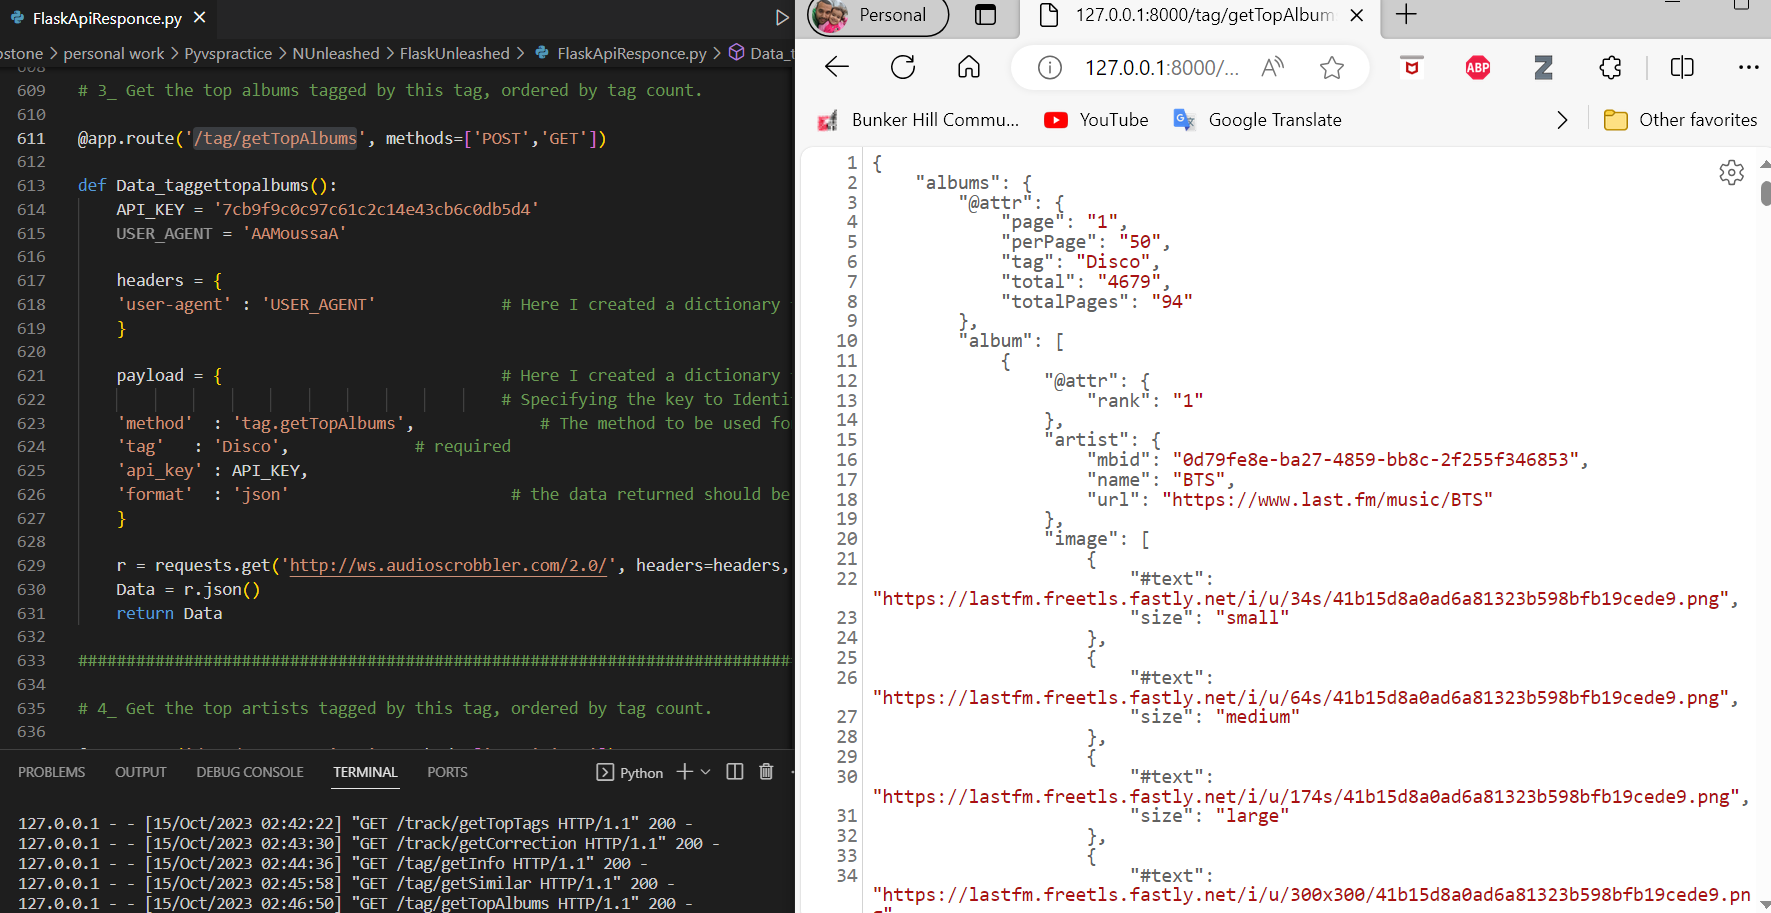 FlaskApiResponce.py
pstone > personal work > Pyvspractice > NUnleashed > FlaskUnleashed > FlaskApiResponce.py > Data_t
608
609 # 3_ Get the top albums tagged by this tag, ordered by tag count.
610
611 @app.route('/tag/getTopAlbums', methods=['POST','GET'])
612
613 def Data_taggettopalbums():
614 API_KEY = '7cb9f9c0c97c61c2c14e43cb6c0db5d4'
615 USER_AGENT = 'AAMoussaA'
616
617 headers = {
618 'user-agent' : 'USER_AGENT' # Here I created a dictionary
619 }
620
621 payload = { # Here I created a dictionary
622 # Specifying the key to Identi
623 'method' : 'tag.getTopAlbums', # The method to be used fo
624 'tag' : 'Disco', # required
625 'api_key' : API_KEY,
626 'format' : 'json' # the data returned should be
627 }
628
629 r = requests.get('http://ws.audioscrobbler.com/2.0/', headers=headers,
630 Data = r.json()
631 return Data
632
633 ##########################################################################
634
635 # 4_ Get the top artists tagged by this tag, ordered by tag count.
636
PROBLEMS OUTPUT DEBUG CONSOLE TERMINAL PORTS Python
127.0.0.1 - - [15/Oct/2023 02:42:22] "GET /track/getTopTags HTTP/1.1" 200 -
127.0.0.1 - - [15/Oct/2023 02:43:30] "GET /track/getCorrection HTTP/1.1" 200 -
127.0.0.1 - - [15/Oct/2023 02:44:36] "GET /tag/getInfo HTTP/1.1" 200 -
127.0.0.1 - - [15/Oct/2023 02:45:58] "GET /tag/getSimilar HTTP/1.1" 200 -
127.0.0.1 - - [15/Oct/2023 02:46:50] "GET /tag/getTopAlbums HTTP/1.1" 200 -
Personal 127.0.0.1:8000/tag/getTopAlbum
127.0.0.1:8000/... A ABP Z
Bunker Hill Commu... YouTube Google Translate Other favorites
1 {
2 "albums": {
3 "@attr": {
4 "page": "1",
5 "perPage": "50",
6 "tag": "Disco",
7 "total": "4679",
8 "totalPages": "94"
9 },
10 "album": [
11 {
12 "@attr": {
13 "rank": "1"
14 },
15 "artist": {
16 "mbid": "0d79fe8e-ba27-4859-bb8c-2f255f346853",
17 "name": "BTS",
18 "url": "https://www.last.fm/music/BTS"
19 },
20 "image": [
21 {
22 "#text":
"https://lastfm.freetls.fastly.net/i/u/34s/41b15d8a0ad6a81323b598bfb19cede9.png",
23 "size": "small"
24 },
25 {
26 "#text":
"https://lastfm.freetls.fastly.net/i/u/64s/41b15d8a0ad6a81323b598bfb19cede9.png",
27 "size": "medium"
28 },
29 {
30 "#text":
"https://lastfm.freetls.fastly.net/i/u/174s/41b15d8a0ad6a81323b598bfb19cede9.png",
31 "size": "large"
32 },
33 {
34 "#text":
"https://lastfm.freetls.fastly.net/i/u/300x300/41b15d8a0ad6a81323b598bfb19cede9.pn